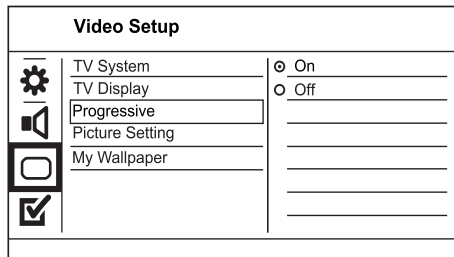 Video Setup
TV System
TV Display
Progressive
Picture Setting
My Wallpaper
On
Off